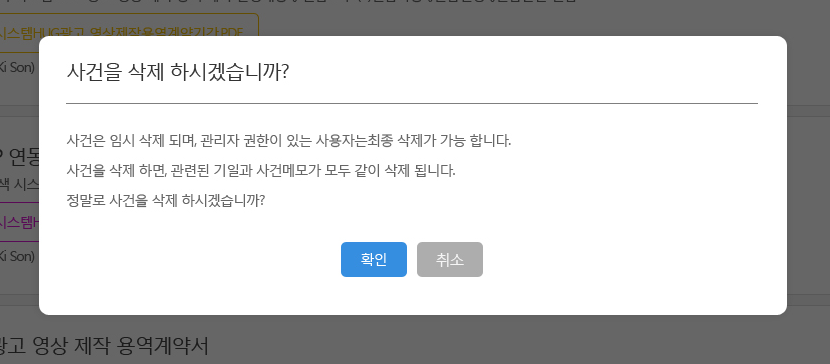 시스템HUG광고 영상제작용역계약기간.PDF
Ki Son)
사건을 삭제 하시겠습니까?
사건은 임시 삭제 되며, 관리자 권한이 있는 사용자는최종 삭제가 가능 합니다.
사건을 삭제 하면, 관련된 기일과 사건메모가 모두 같이 삭제 됩니다.
정말로 사건을 삭제 하시겠습니까?
확인 취소
P 연동
색 시스
시스템H
Ki Son)
광고 영상 제작 용역계약서